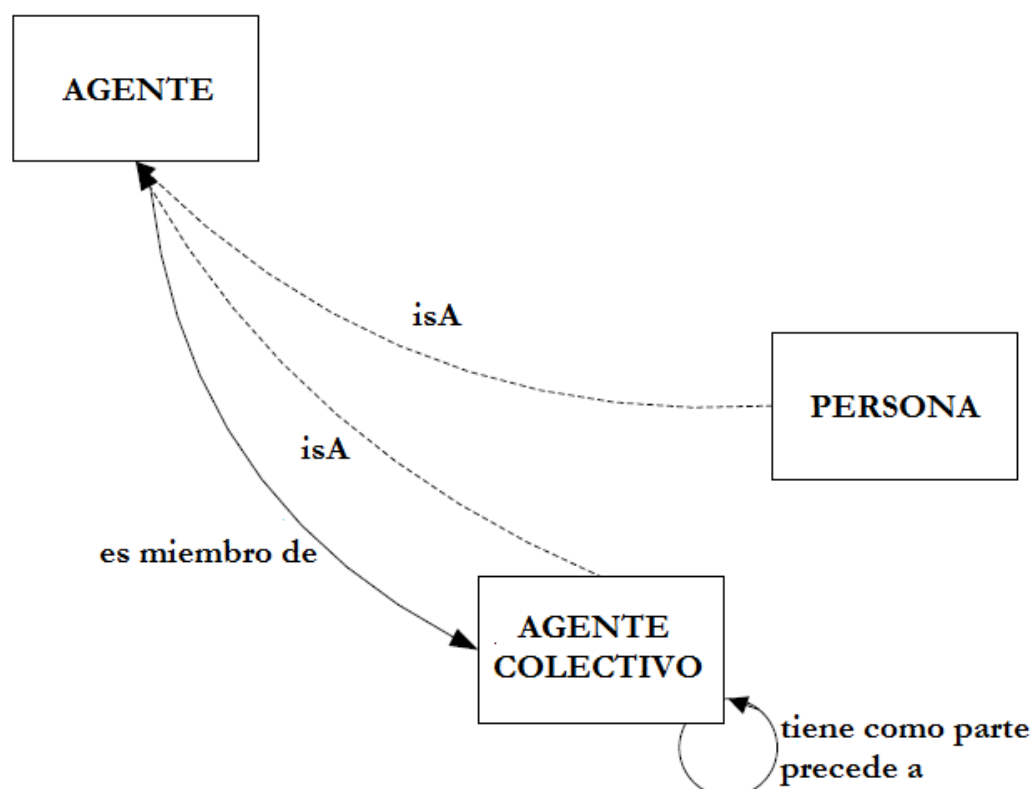 AGENTE
isA
PERSONA
isA
es miembro de
AGENTE
COLECTIVO
tiene como parte
precede a